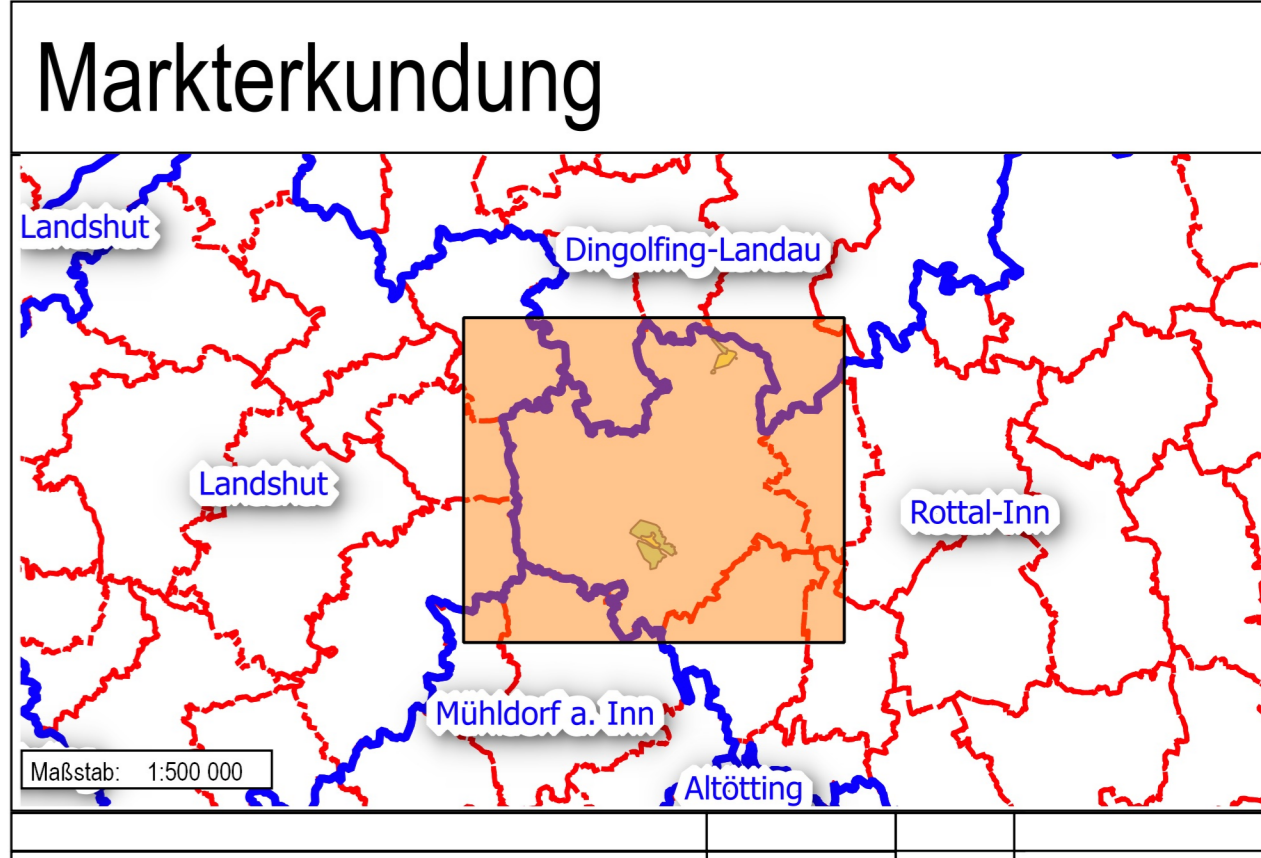 Markterkundung
Landshut
Dingolfing-Landau
Landshut
Rottal-Inn
Mühldorf a. Inn
Maßstab: 1:500 000
Altötting